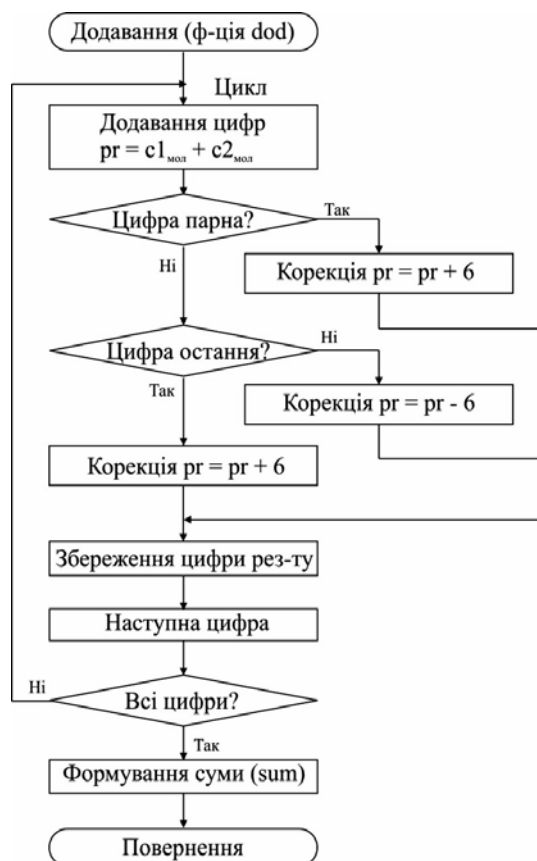 Додавання (ф-ція dod)
Цикл
Додавання цифр
pr = c1мол + c2мол
Цифра парна?
Так
Ні
Корекція pr = pr + 6
Цифра остання?
Ні
Так
Корекція pr = pr - 6
Корекція pr = pr + 6
Збереження цифри рез-ту
Наступна цифра
Ні
Всі цифри?
Так
Формування суми (sum)
Повернення